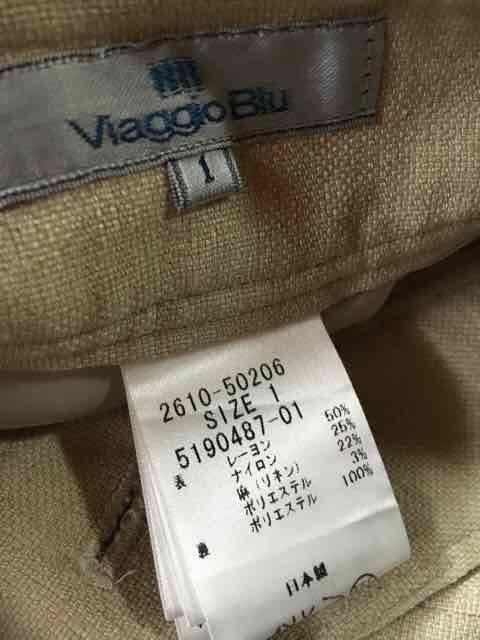 Viaggio Blu
1
2610-50206
SIZE 1
5190487-01
表 レーヨン 50%
ナイロン 25%
麻(リネン) 22%
ポリエステル 3%
裏 ポリエステル 100%
日本製